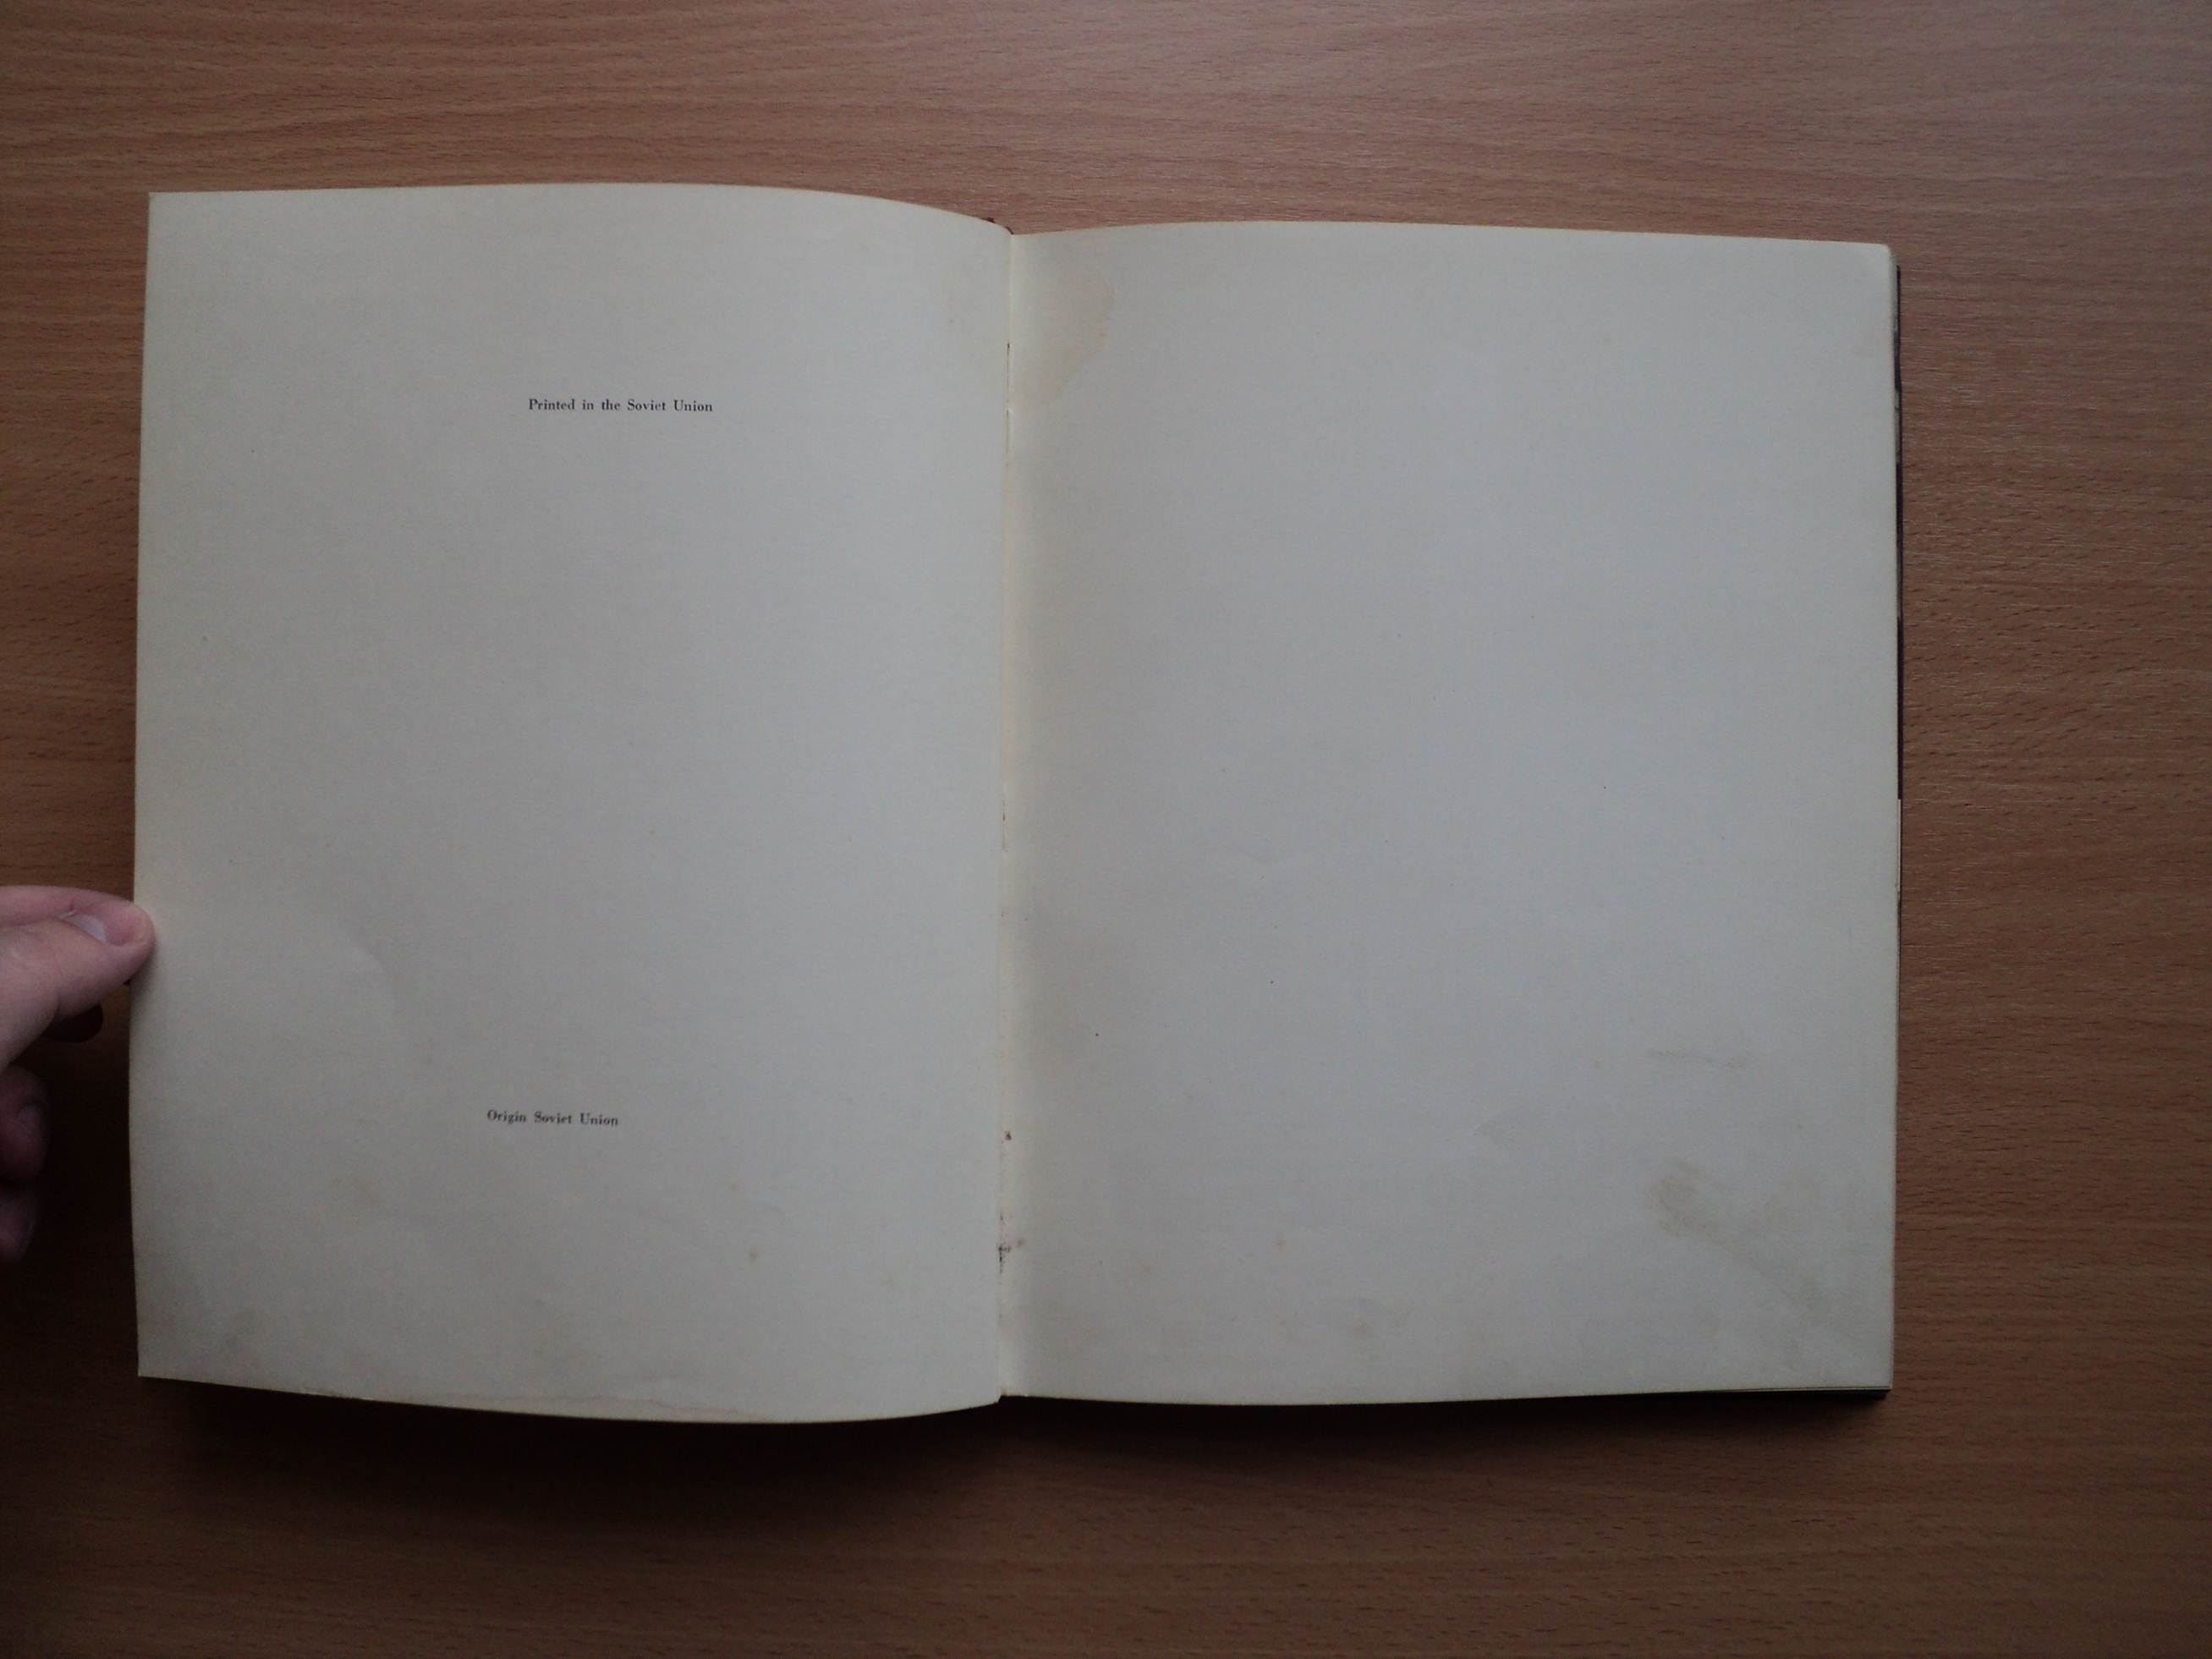 Printed in the Soviet Union
Origin Soviet Union